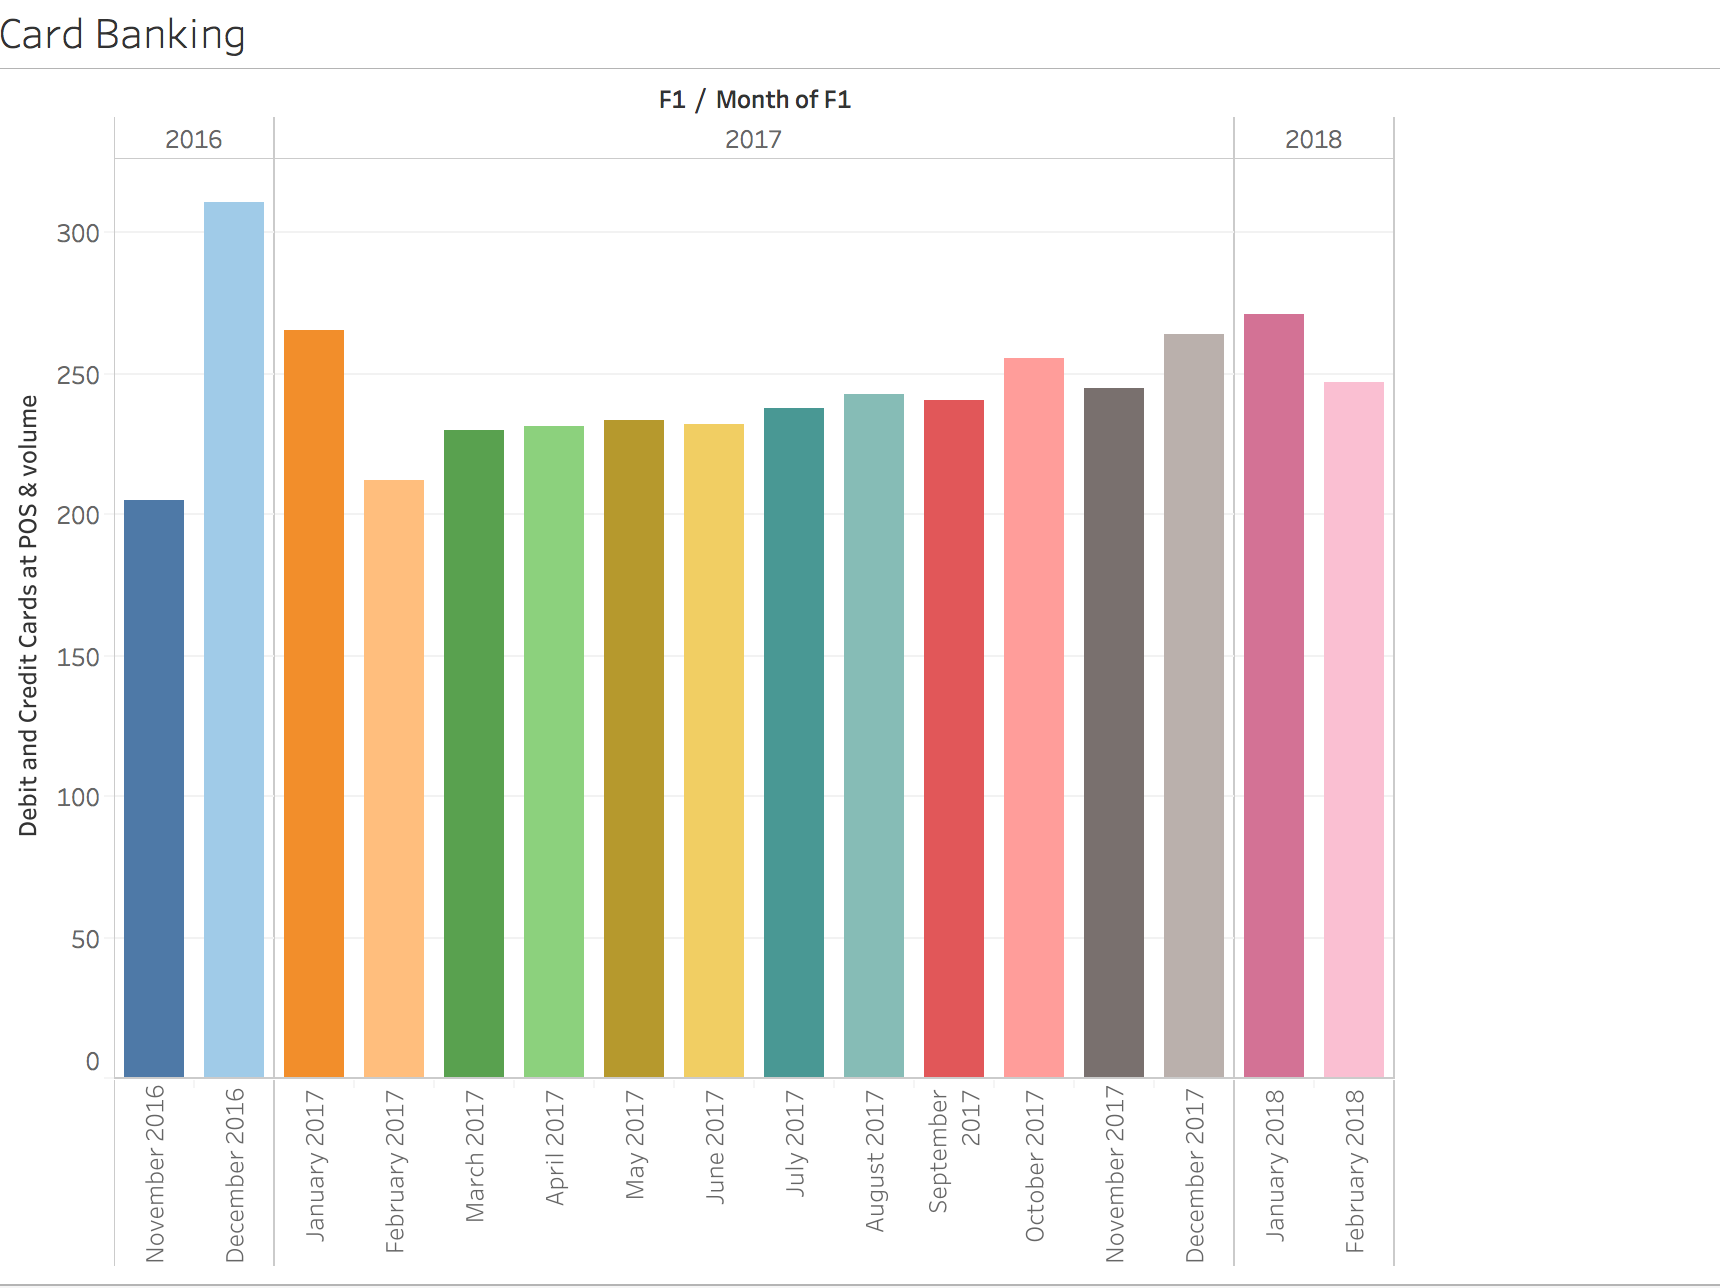 Card Banking
F1 / Month of F1
2016
2017
2018
Debit and Credit Cards at POS & volume
300
250
200
150
100
50
0
November 2016
December 2016
January 2017
February 2017
March 2017
April 2017
May 2017
June 2017
July 2017
August 2017
September
2017
October 2017
November 2017
December 2017
January 2018
February 2018